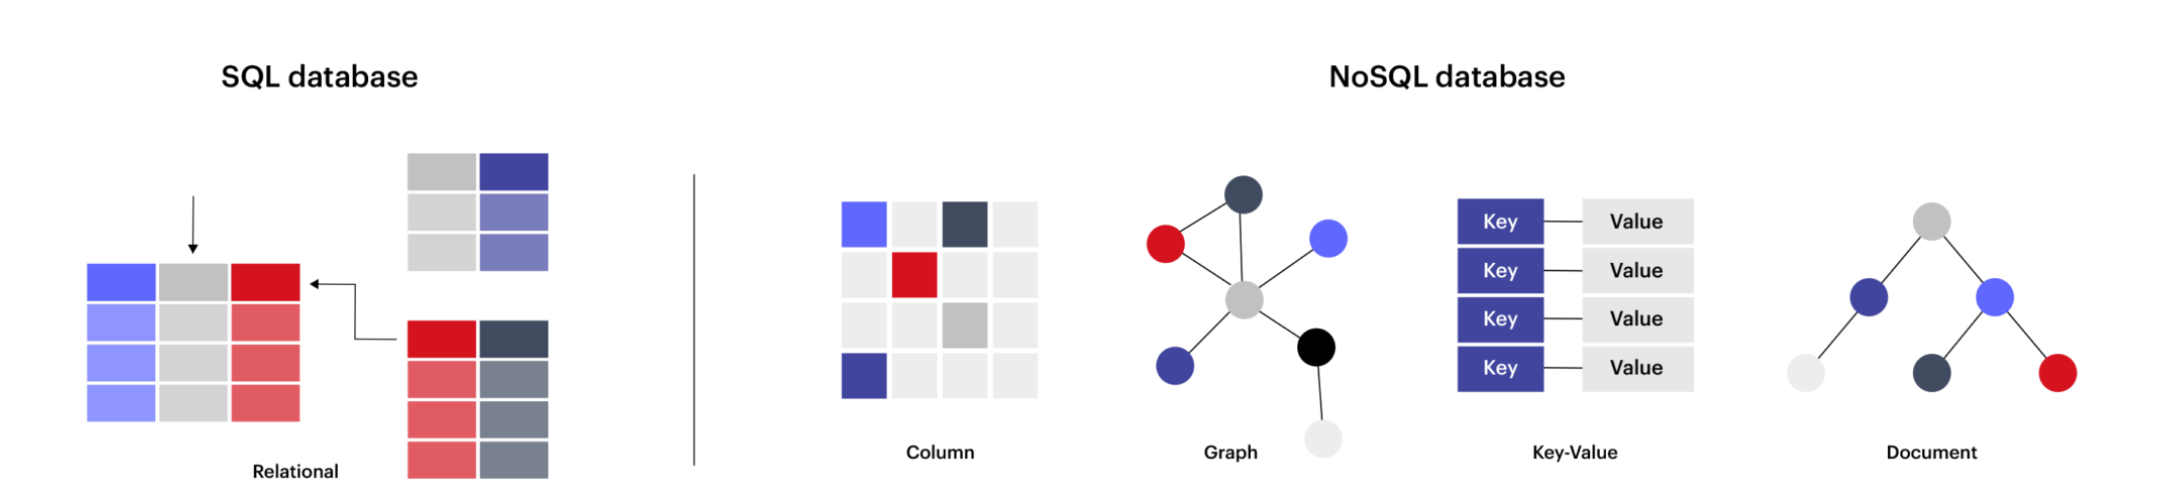 SQL database
NoSQL database
Key Value
Key Value
Key Value
Key Value
Relational
Column
Graph
Key-Value
Document